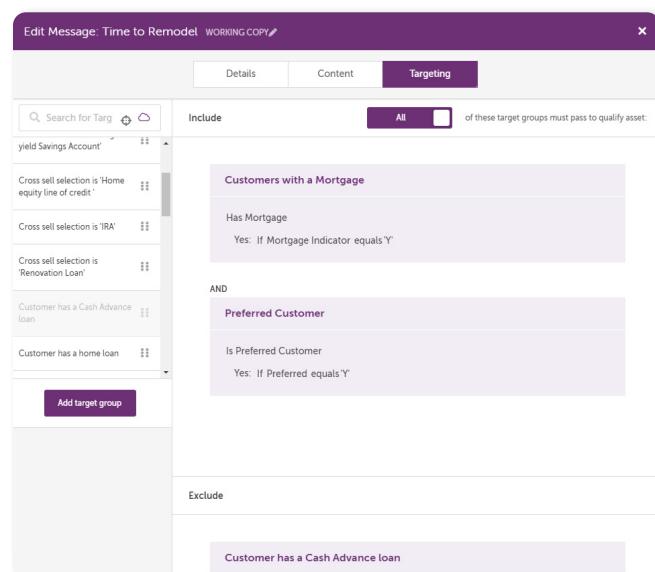 Edit Message: Time to Remodel WORKING COPY
Details Content Targeting
Search for Targ
Include
All
of these target groups must pass to qualify asset:
yield Savings Account'
Cross sell selection is 'Home
equity line of credit '
Cross sell selection is 'IRA'
Cross sell selection is
'Renovation Loan'
Customer has a Cash Advance
loan
Customer has a home loan
Add target group
Customers with a Mortgage
Has Mortgage
Yes: If Mortgage Indicator equals 'Y'
AND
Preferred Customer
Is Preferred Customer
Yes: If Preferred equals 'Y'
Exclude
Customer has a Cash Advance loan